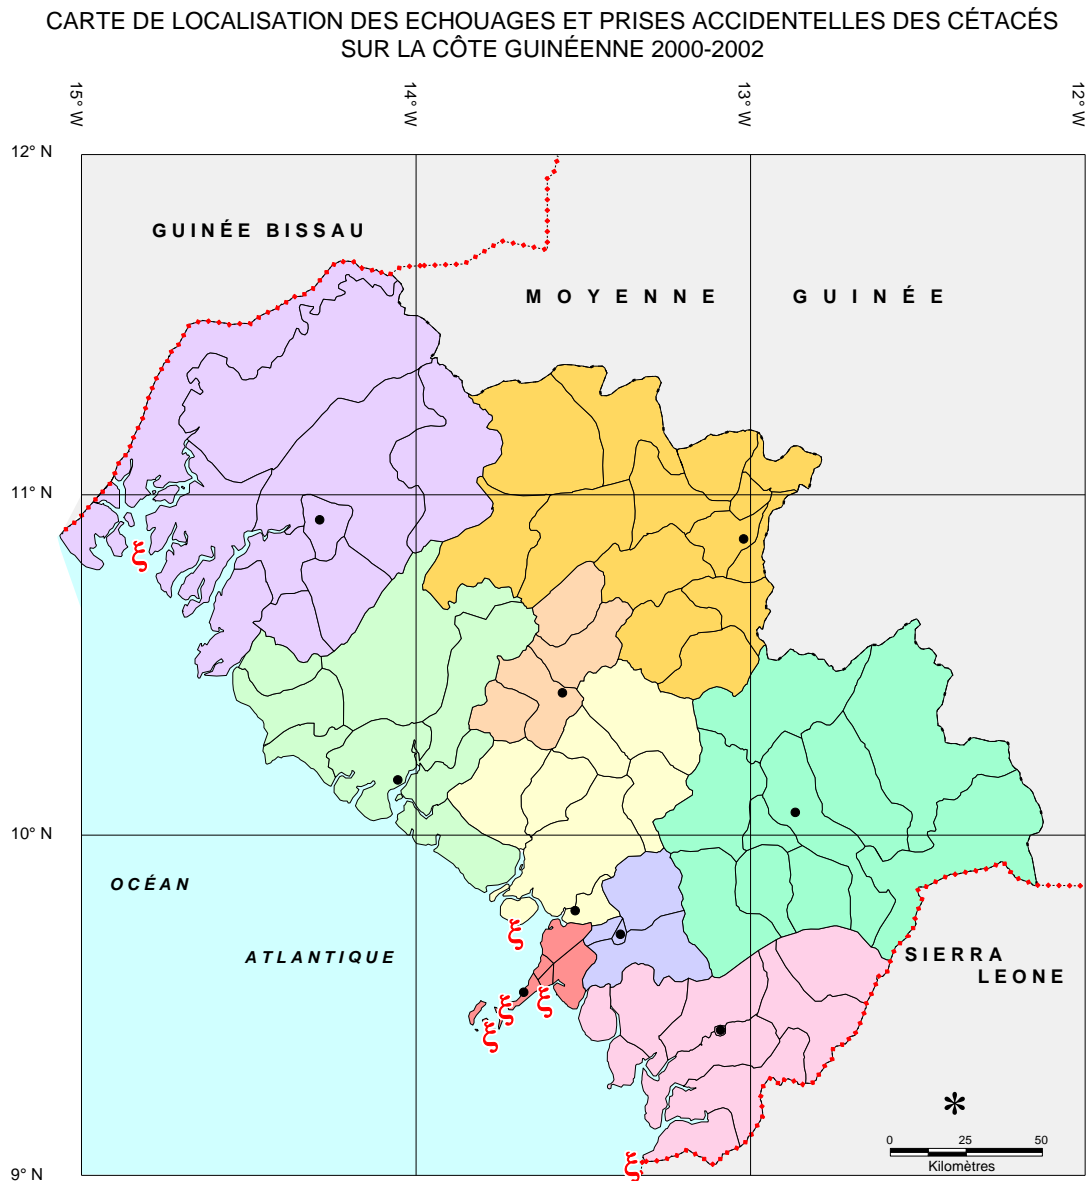 CARTE DE LOCALISATION DES ECHOUAGES ET PRISES ACCIDENTELLES DES CÉTACÉS
SUR LA CÔTE GUINÉENNE 2000-2002
15° W
14° W
13° W
12° W
12° N
GUINÉE BISSAU
MOYENNE GUINÉE
11° N
10° N
OCÉAN
ATLANTIQUE
SIERRA
LEONE
0 25 50
Kilomètres
9° N